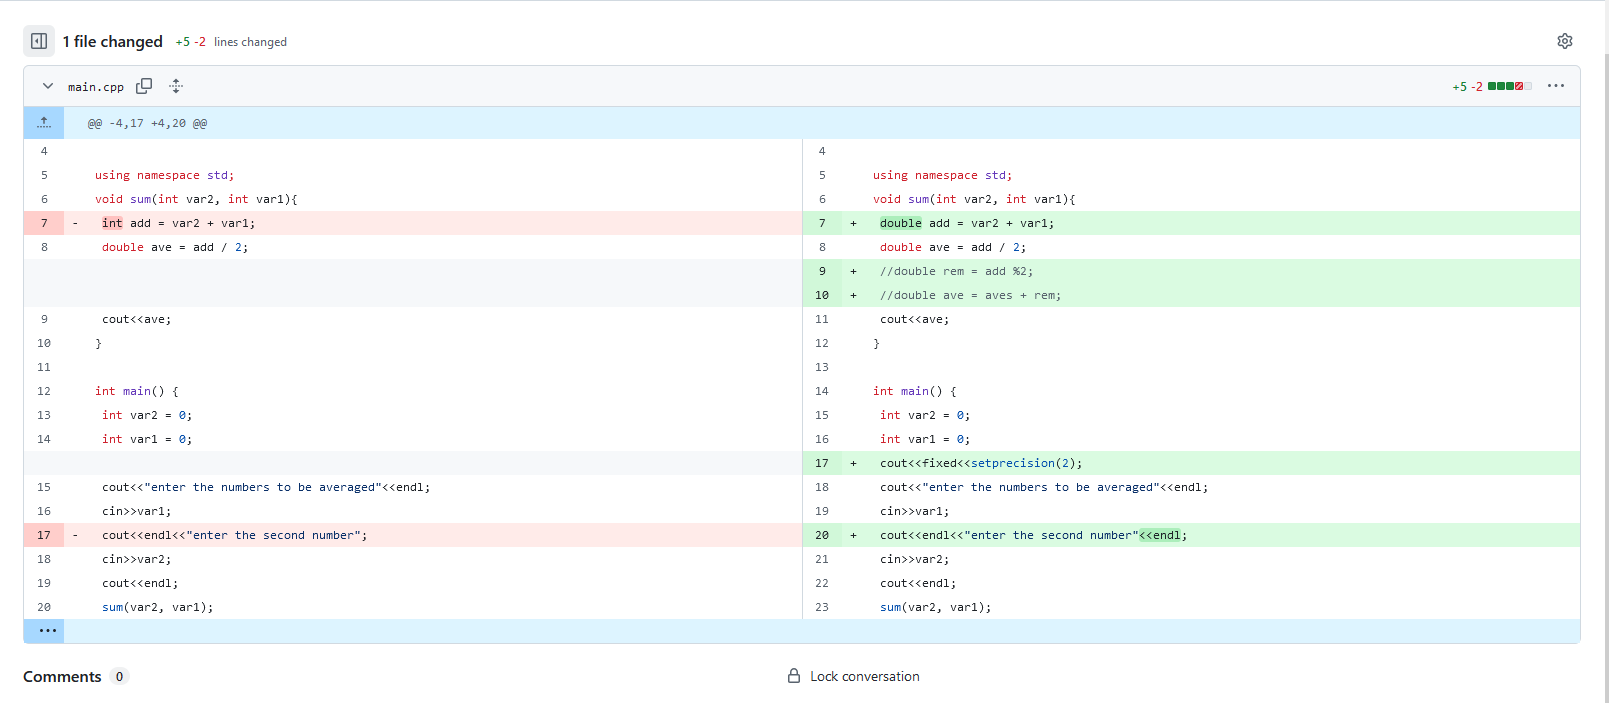 1 file changed +5 -2 lines changed
main.cpp +5 -2
@@ -4,17 +4,20 @@
4 4
5 using namespace std; 5 using namespace std;
6 void sum(int var2, int var1){ 6 void sum(int var2, int var1){
7 - int add = var2 + var1; 7 + double add = var2 + var1;
8 double ave = add / 2; 8 double ave = add / 2;
9 + //double rem = add %2;
10 + //double ave = aves + rem;
9 cout<<ave; 11 cout<<ave;
10 } 12 }
11 13
12 int main() { 14 int main() {
13 int var2 = 0; 15 int var2 = 0;
14 int var1 = 0; 16 int var1 = 0;
17 + cout<<fixed<<setprecision(2);
15 cout<<"enter the numbers to be averaged"<<endl; 18 cout<<"enter the numbers to be averaged"<<endl;
16 cin>>var1; 19 cin>>var1;
17 - cout<<endl<<"enter the second number"; 20 + cout<<endl<<"enter the second number"<<endl;
18 cin>>var2; 21 cin>>var2;
19 cout<<endl; 22 cout<<endl;
20 sum(var2, var1); 23 sum(var2, var1);
Comments 0 Lock conversation